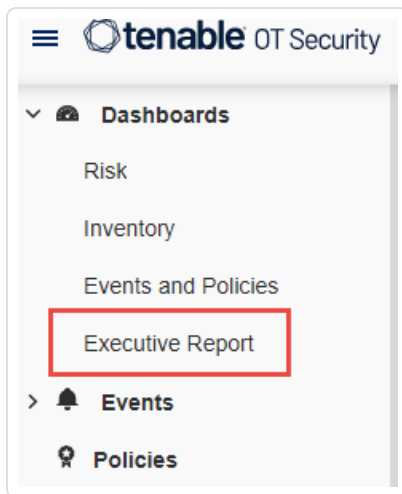 tenable OT Security
Dashboards
Risk
Inventory
Events and Policies
Executive Report
Events
Policies